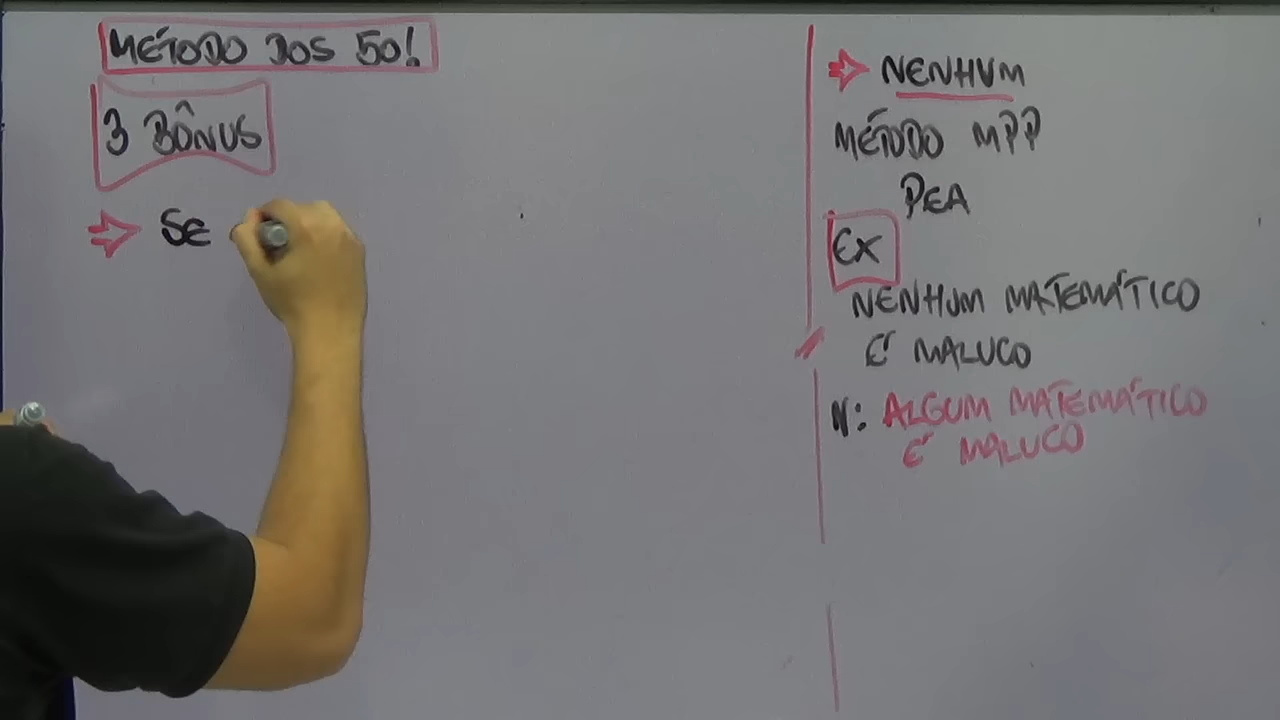 MÉTODO DOS 50!
3 BÔNUS
⇒ SE
⇒ NENHUM
MÉTODO MPP
PEA
EX
NENHUM MATEMÁTICO
É MALUCO
N: ALGUM MATEMÁTICO
É MALUCO